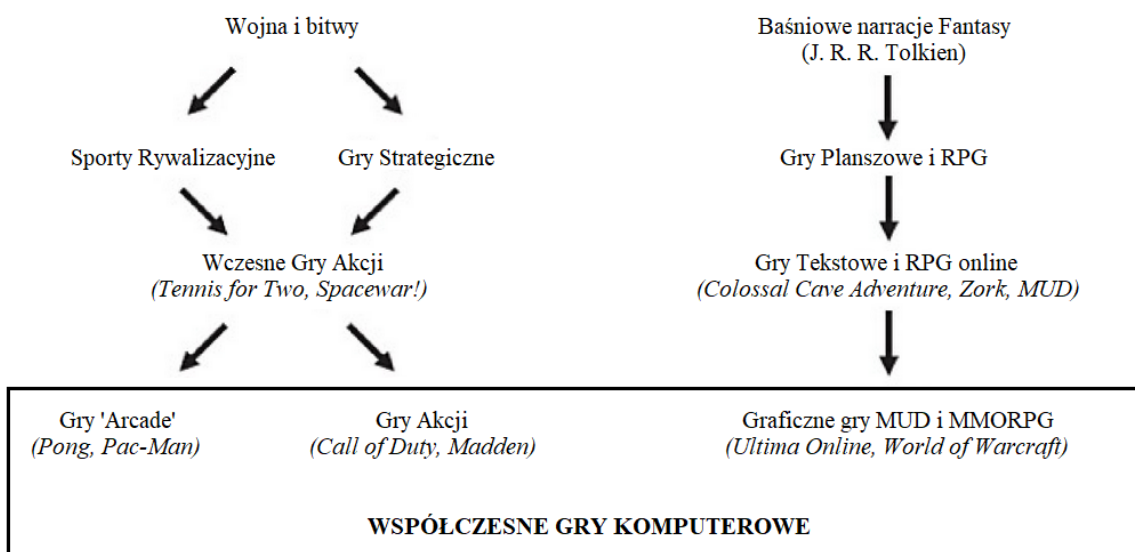 Wojna i bitwy
Baśniowe narracje Fantasy
(J. R. R. Tolkien)
Sporty Rywalizacyjne
Gry Strategiczne
Gry Planszowe i RPG
Wczesne Gry Akcji
(Tennis for Two, Spacewar!)
Gry Tekstowe i RPG online
(Colossal Cave Adventure, Zork, MUD)
Gry 'Arcade'
(Pong, Pac-Man)
Gry Akcji
(Call of Duty, Madden)
Graficzne gry MUD i MMORPG
(Ultima Online, World of Warcraft)
WSPÓŁCZESNE GRY KOMPUTEROWE